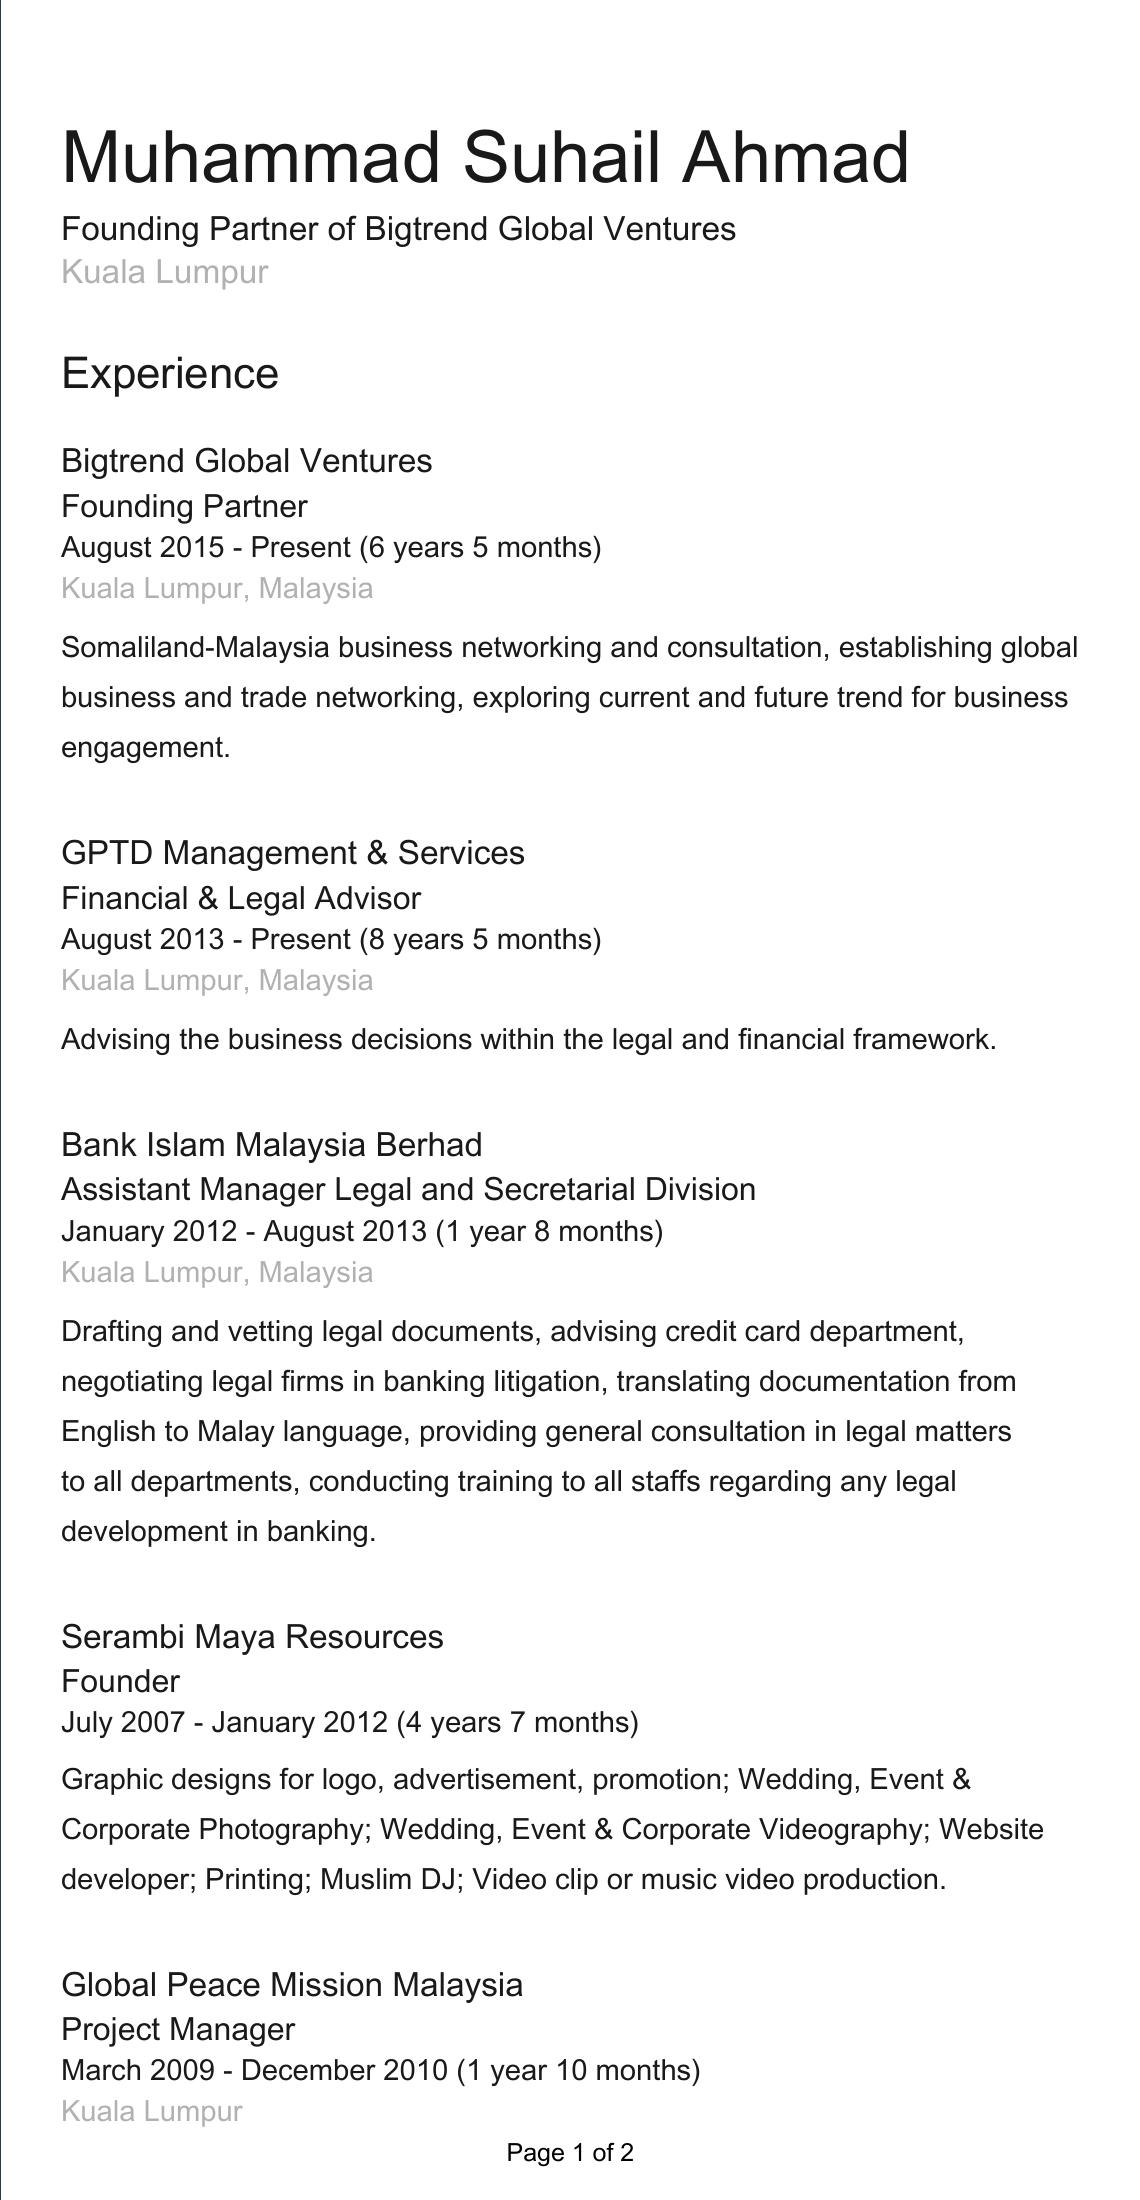 Muhammad Suhail Ahmad
Founding Partner of Bigtrend Global Ventures
Kuala Lumpur
Experience
Bigtrend Global Ventures
Founding Partner
August 2015 - Present (6 years 5 months)
Kuala Lumpur, Malaysia
Somaliland-Malaysia business networking and consultation, establishing global
business and trade networking, exploring current and future trend for business
engagement.
GPTD Management & Services
Financial & Legal Advisor
August 2013 - Present (8 years 5 months)
Kuala Lumpur, Malaysia
Advising the business decisions within the legal and financial framework.
Bank Islam Malaysia Berhad
Assistant Manager Legal and Secretarial Division
January 2012 - August 2013 (1 year 8 months)
Kuala Lumpur, Malaysia
Drafting and vetting legal documents, advising credit card department,
negotiating legal firms in banking litigation, translating documentation from
English to Malay language, providing general consultation in legal matters
to all departments, conducting training to all staffs regarding any legal
development in banking.
Serambi Maya Resources
Founder
July 2007 - January 2012 (4 years 7 months)
Graphic designs for logo, advertisement, promotion; Wedding, Event &
Corporate Photography; Wedding, Event & Corporate Videography; Website
developer; Printing; Muslim DJ; Video clip or music video production.
Global Peace Mission Malaysia
Project Manager
March 2009 - December 2010 (1 year 10 months)
Kuala Lumpur
Page 1 of 2